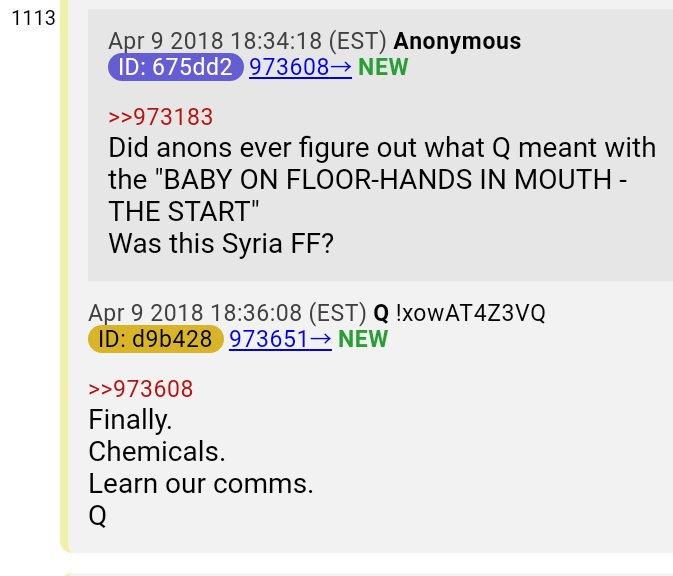 1113
Apr 9 2018 18:34:18 (EST) Anonymous
ID: 675dd2 973608→ NEW
>>973183
Did anons ever figure out what Q meant with
the "BABY ON FLOOR-HANDS IN MOUTH -
THE START"
Was this Syria FF?
Apr 9 2018 18:36:08 (EST) Q !xowAT4Z3VQ
ID: d9b428 973651→ NEW
>>973608
Finally.
Chemicals.
Learn our comms.
Q